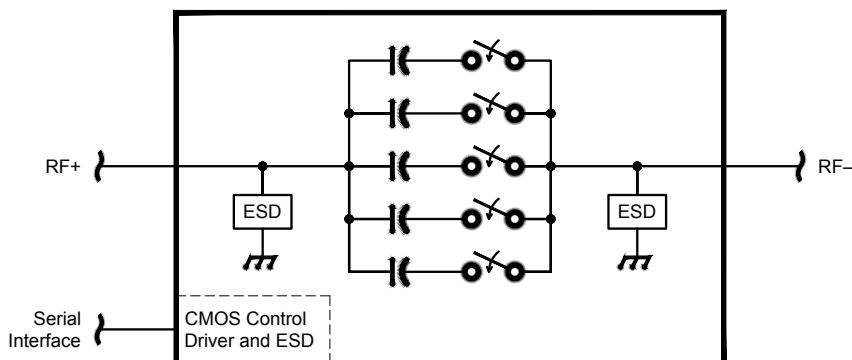 RF+
RF–
ESD
ESD
Serial
Interface
CMOS Control
Driver and ESD